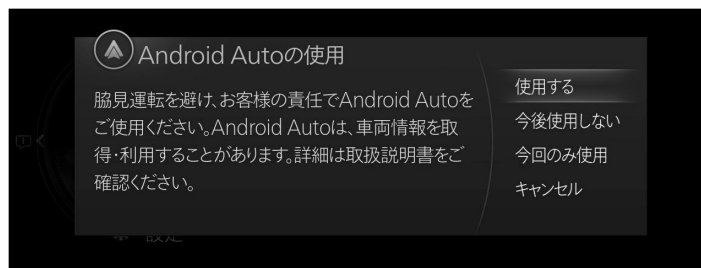 Android Autoの使用
脇見運転を避け、お客様の責任でAndroid Autoを
ご使用ください。Android Autoは、車両情報を取
得・利用することがあります。詳細は取扱説明書をご
確認ください。
使用する
今後使用しない
今回のみ使用
キャンセル
設定